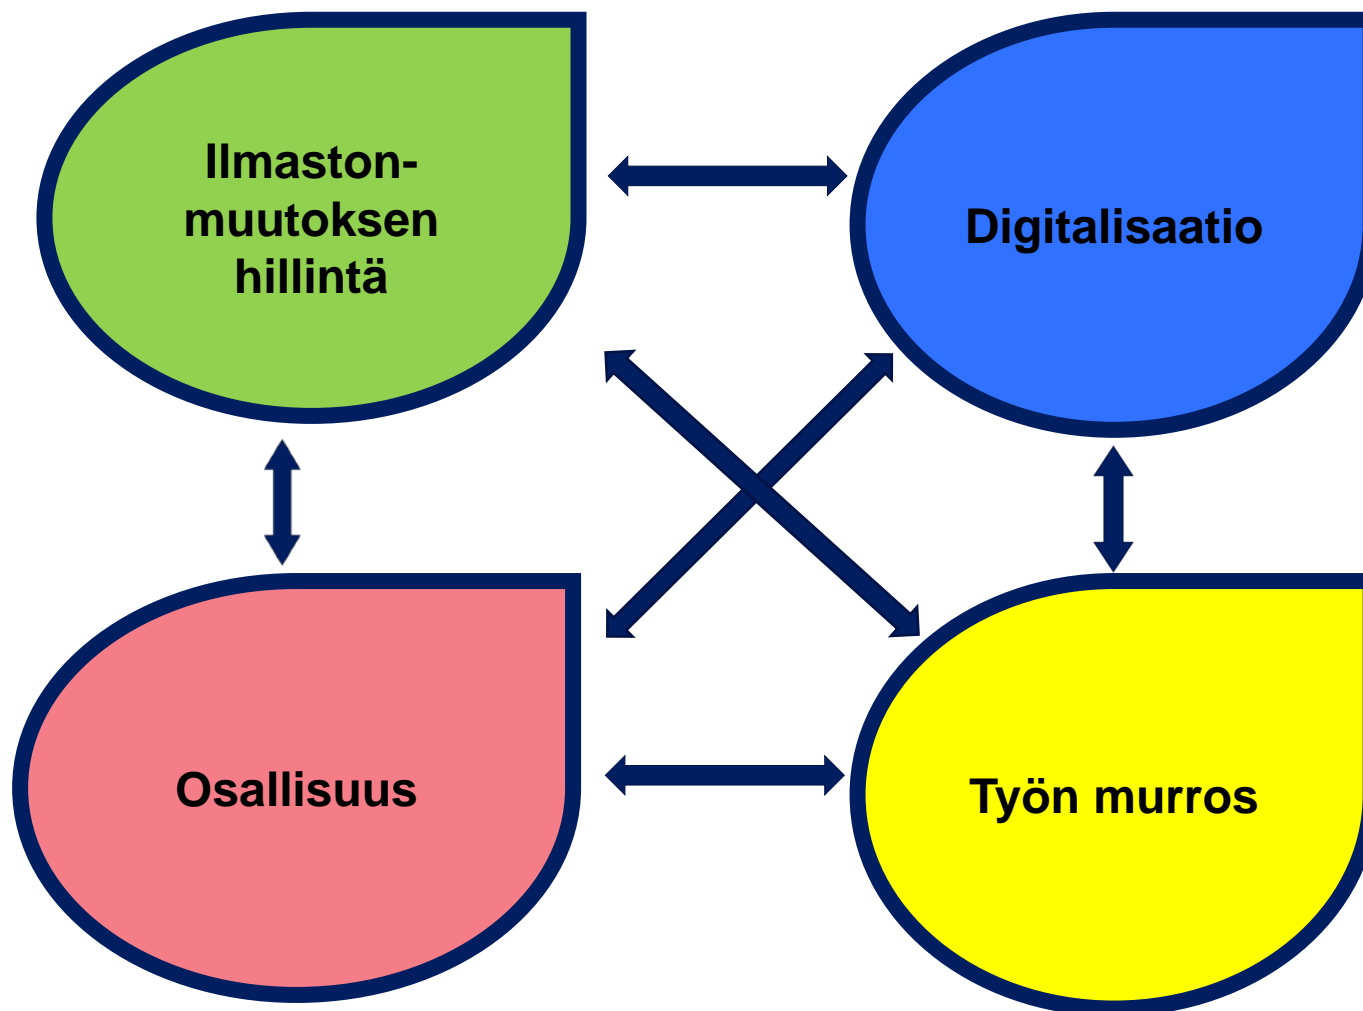 Ilmaston-
muutoksen
hillintä
Digitalisaatio
Osallisuus
Työn murros